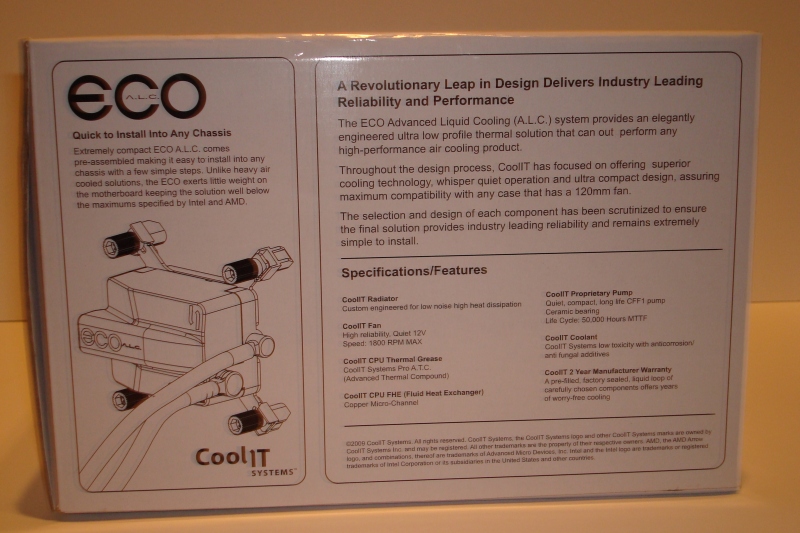 ECO
A.L.C.
Quick to Install Into Any Chassis
Extremely compact ECO A.L.C. comes
pre-assembled making it easy to install into any
chassis with a few simple steps. Unlike heavy air
cooled solutions, the ECO exerts little weight on
the motherboard keeping the solution well below
the maximums specified by Intel and AMD.
eco A.L.C.
CoolIT
SYSTEMS™
A Revolutionary Leap in Design Delivers Industry Leading
Reliability and Performance
The ECO Advanced Liquid Cooling (A.L.C.) system provides an elegantly
engineered ultra low profile thermal solution that can out perform any
high-performance air cooling product.
Throughout the design process, CoolIT has focused on offering superior
cooling technology, whisper quiet operation and ultra compact design, assuring
maximum compatibility with any case that has a 120mm fan.
The selection and design of each component has been scrutinized to ensure
the final solution provides industry leading reliability and remains extremely
simple to install.
Specifications/Features
CoolIT Radiator
Custom engineered for low noise high heat dissipation
CoolIT Fan
High reliability, Quiet 12V
Speed: 1800 RPM MAX
CoolIT CPU Thermal Grease
CoolIT Systems Pro A.T.C.
(Advanced Thermal Compound)
CoolIT CPU FHE (Fluid Heat Exchanger)
Copper Micro-Channel
CoolIT Proprietary Pump
Quiet, compact, long life CFF1 pump
Ceramic bearing
Life Cycle: 50,000 Hours MTTF
CoolIT Coolant
CoolIT Systems low toxicity with anticorrosion/
anti fungal additives
CoolIT 2 Year Manufacturer Warranty
A pre-filled, factory sealed, liquid loop of
carefully chosen components offers years
of worry-free cooling
©2009 CoolIT Systems. All rights reserved. CoolIT Systems, the CoolIT Systems logo and other CoolIT Systems marks are owned by
CoolIT Systems Inc. and may be registered. All other trademarks are the property of their respective owners. AMD, the AMD Arrow
logo, and combinations, thereof are trademarks of Advanced Micro Devices, Inc. Intel and the Intel logo are trademarks or registered
trademarks of Intel Corporation or its subsidiaries in the United States and other countries.